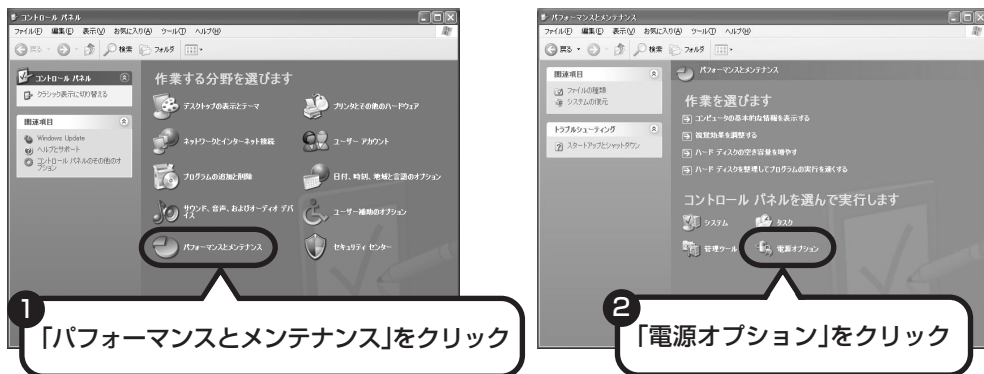 コントロール パネル
ファイル(F) 編集(E) 表示(V) お気に入り(A) ツール(T) ヘルプ(H)
戻る 検索 フォルダ
コントロール パネル
クラシック表示に切り替える
関連項目
Windows Update
ヘルプとサポート
コントロール パネルのその他のオプション
作業する分野を選びます
デスクトップの表示とテーマ
プリンタとその他のハードウェア
ネットワークとインターネット接続
ユーザー アカウント
プログラムの追加と削除
日付、時刻、地域と言語のオプション
サウンド、音声、およびオーディオ デバイス
ユーザー補助のオプション
パフォーマンスとメンテナンス
セキュリティ センター
1
「パフォーマンスとメンテナンス」をクリック
パフォーマンスとメンテナンス
ファイル(F) 編集(E) 表示(V) お気に入り(A) ツール(T) ヘルプ(H)
戻る 検索 フォルダ
関連項目
ファイルの種類
システムの復元
トラブルシューティング
スタートアップとシャットダウン
パフォーマンスとメンテナンス
作業を選びます
コンピュータの基本的な情報を表示する
視覚効果を調整する
ハード ディスクの空き容量を増やす
ハード ディスクを整理してプログラムの実行を速くする
コントロール パネルを選んで実行します
システム
タスク
管理ツール
電源オプション
2
「電源オプション」をクリック